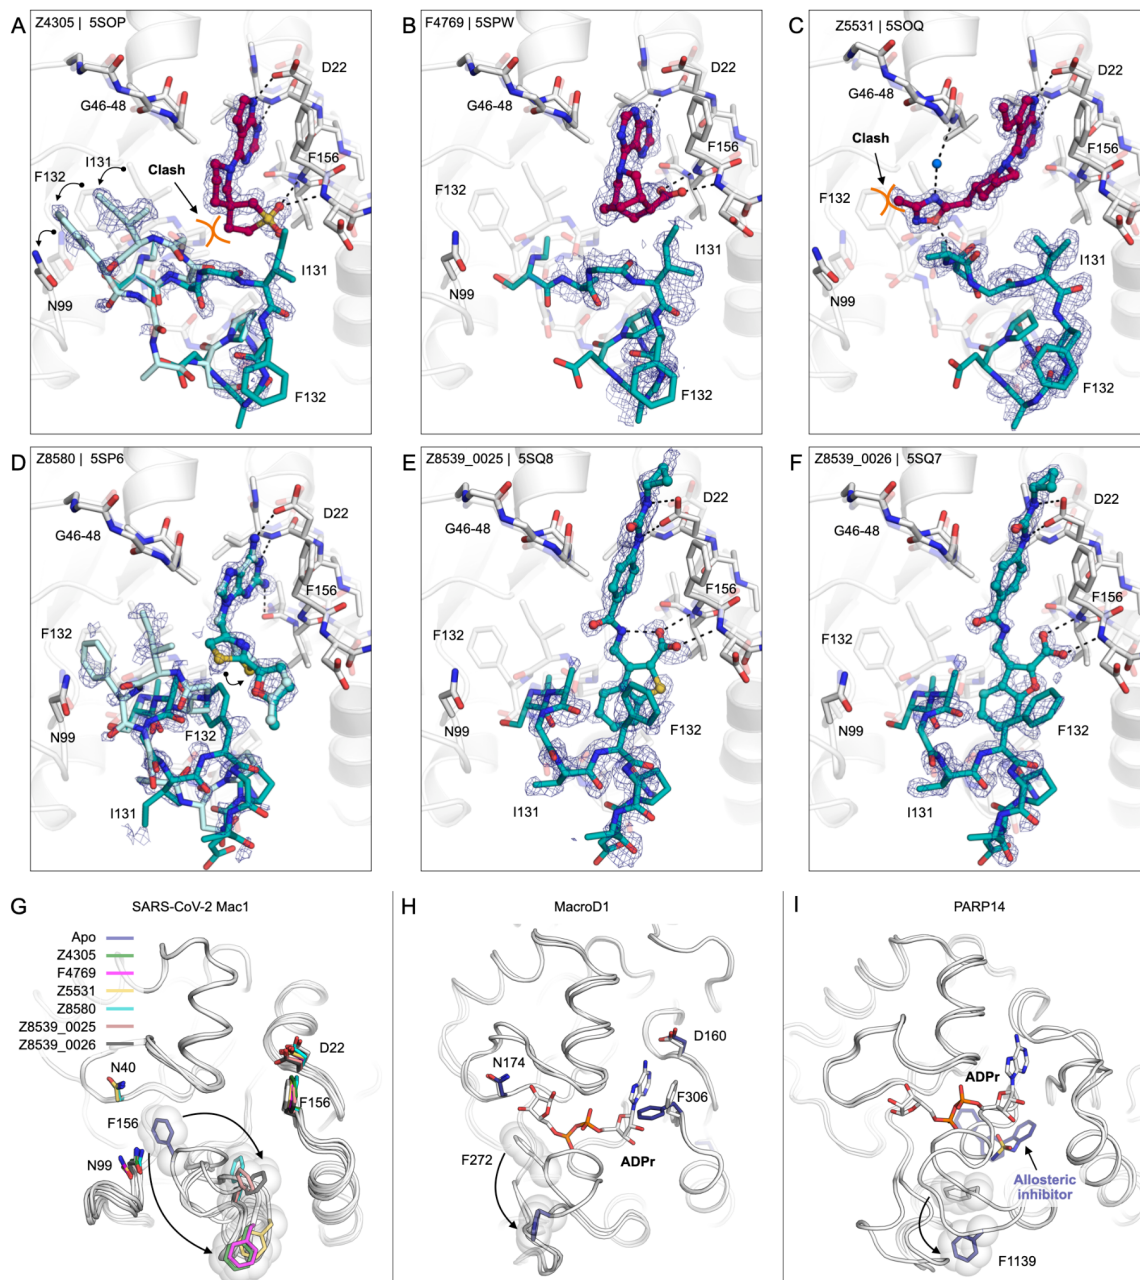 A
Z4305 | 5SOP
D22
G46-48
I131
Clash
F156
F132
I131
N99
F132
B
F4769 | 5SPW
D22
G46-48
F156
F132
I131
N99
F132
C
Z5531 | 5SOQ
D22
G46-48
Clash
F156
F132
I131
N99
F132
D
Z8580 | 5SP6
D22
G46-48
F156
F132
N99
F132
I131
E
Z8539_0025 | 5SQ8
D22
G46-48
F156
F132
N99
F132
I131
F
Z8539_0026 | 5SQ7
D22
G46-48
F156
F132
N99
F132
I131
G
SARS-CoV-2 Mac1
Apo
Z4305
F4769
Z5531
Z8580
Z8539_0025
Z8539_0026
D22
N40
F156
F156
N99
H
MacroD1
D160
N174
F306
F272
ADPr
I
PARP14
ADPr
Allosteric
inhibitor
F1139